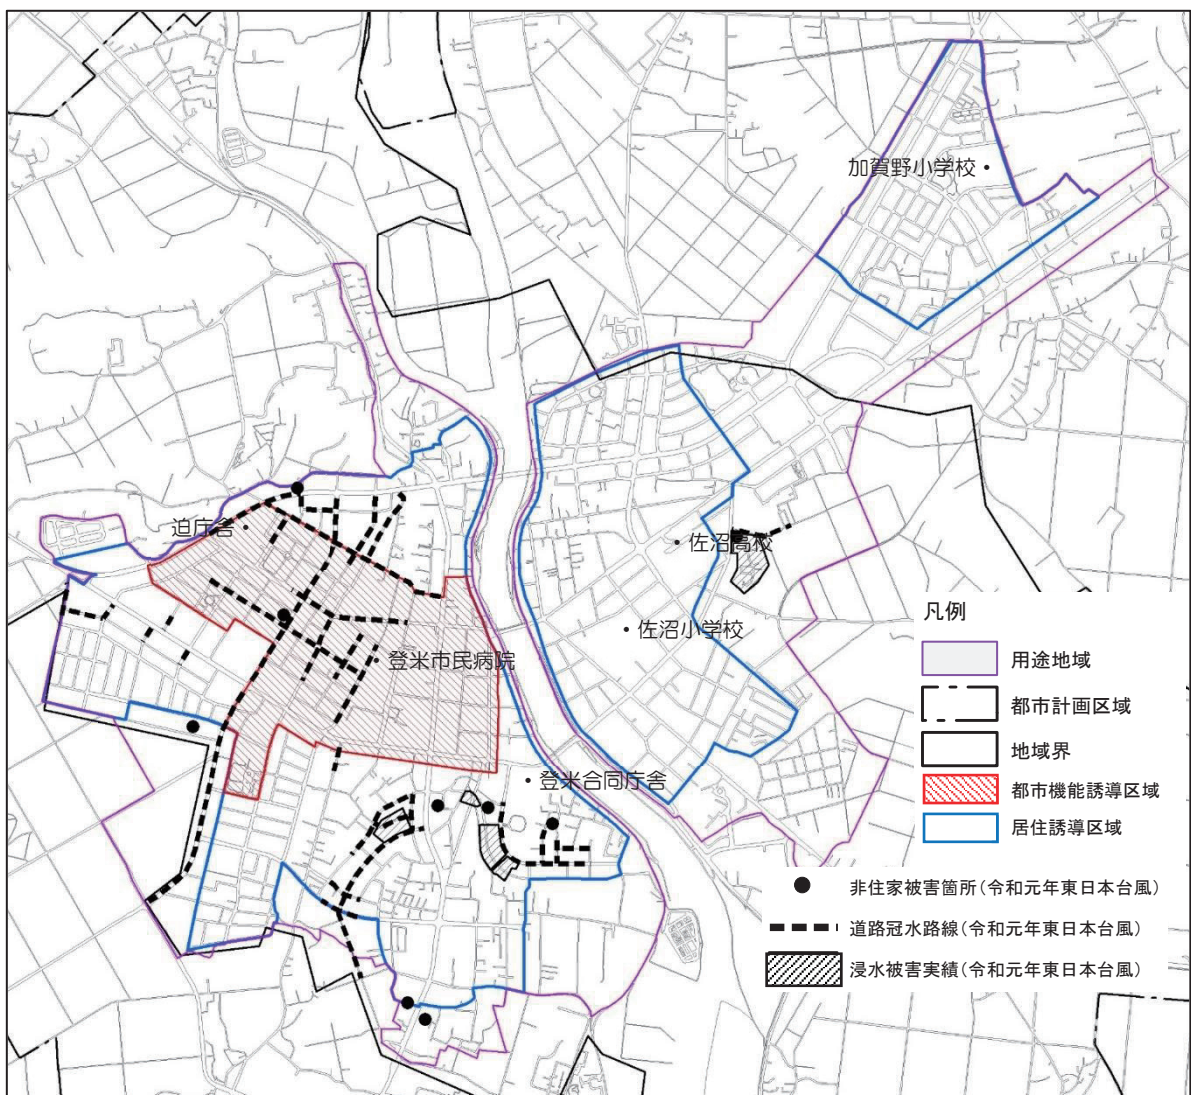 加賀野小学校
迫庁舎
佐沼高校
佐沼小学校
登米市民病院
登米合同庁舎
凡例
用途地域
都市計画区域
地域界
都市機能誘導区域
居住誘導区域
非住家被害箇所(令和元年東日本台風)
道路冠水路線(令和元年東日本台風)
浸水被害実績(令和元年東日本台風)